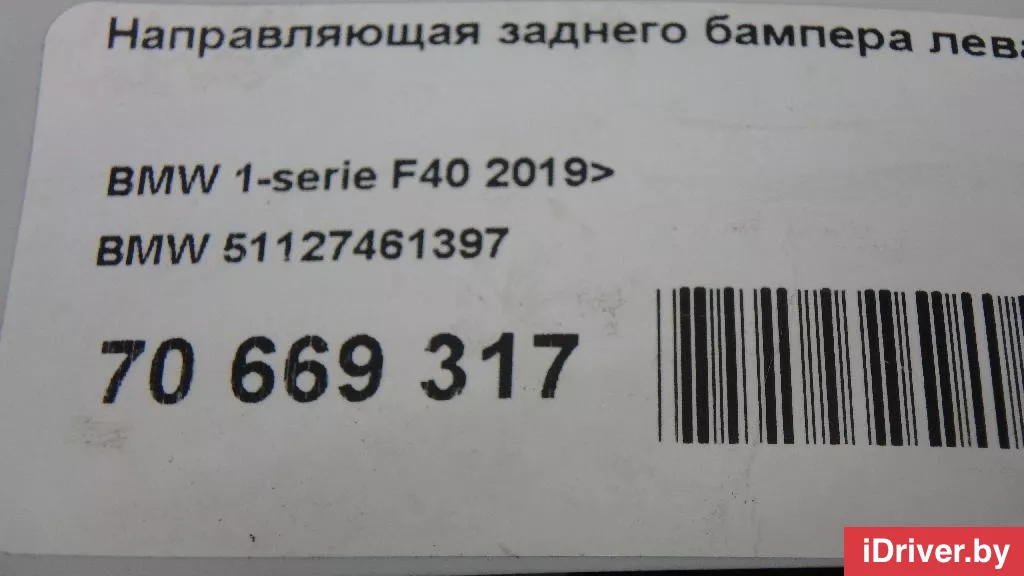 Направляющая заднего бампера лева
BMW 1-serie F40 2019>
BMW 51127461397
70 669 317
iDriver.by